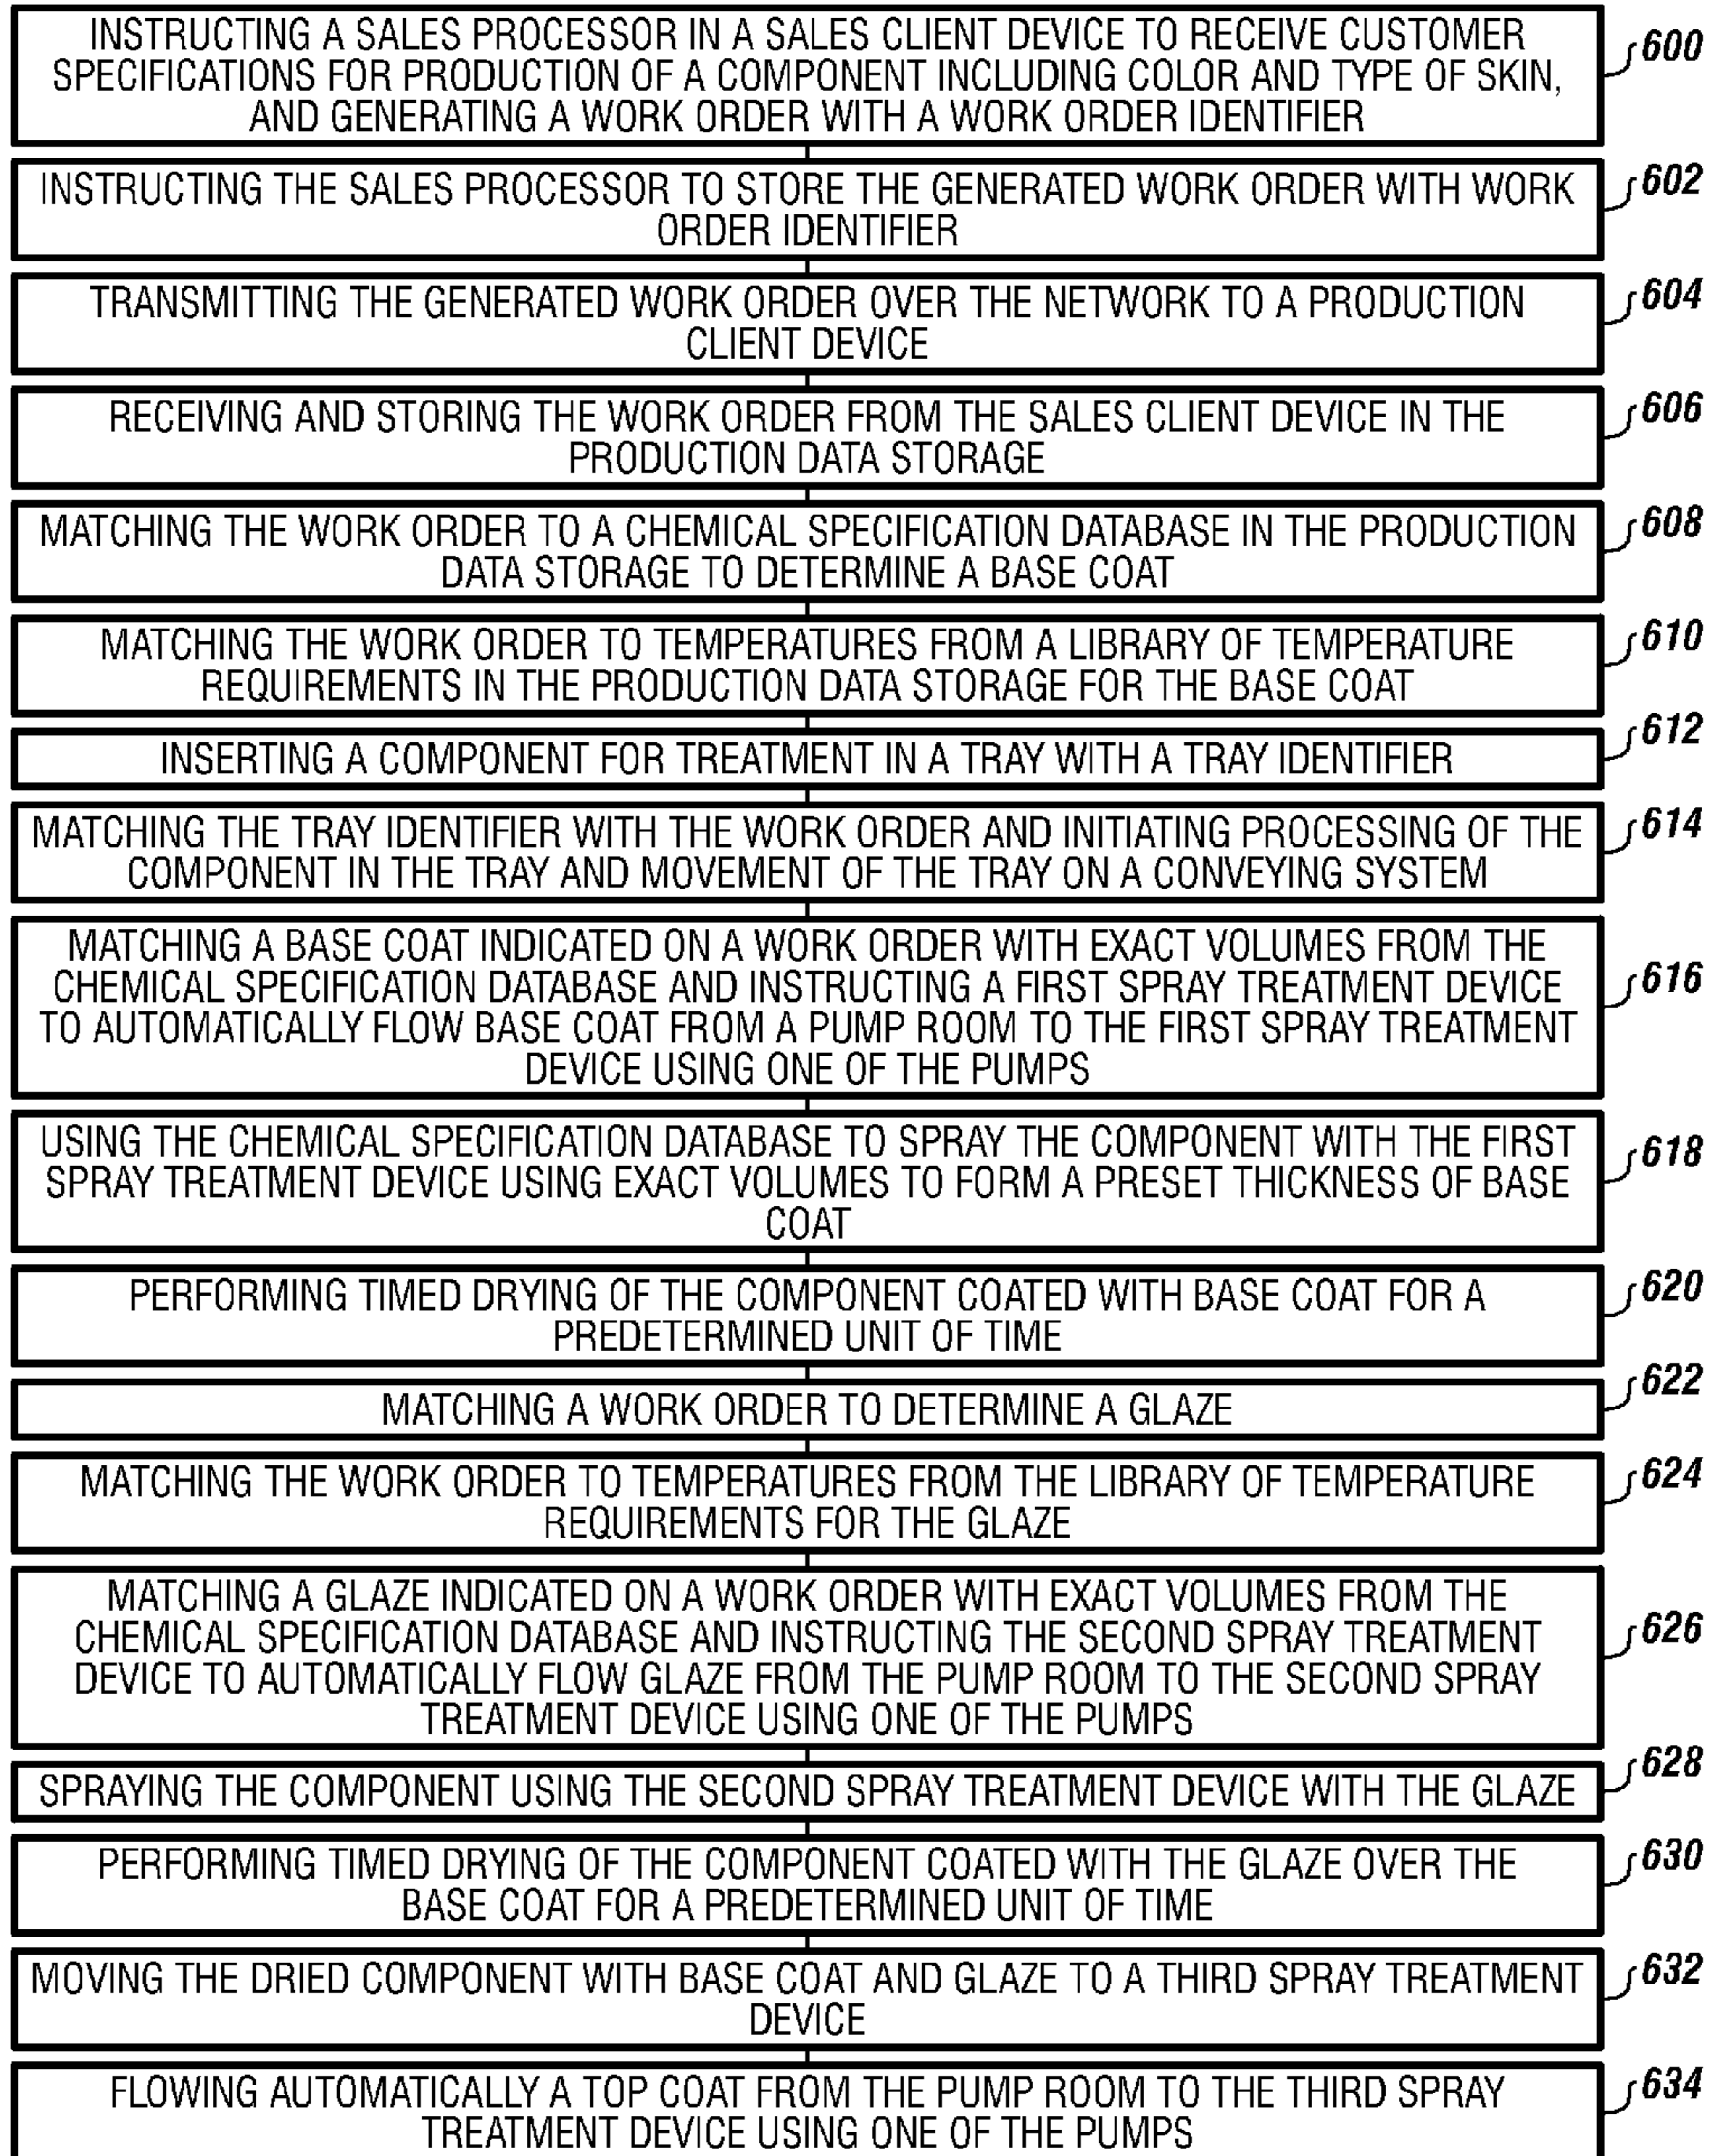 INSTRUCTING A SALES PROCESSOR IN A SALES CLIENT DEVICE TO RECEIVE CUSTOMER
SPECIFICATIONS FOR PRODUCTION OF A COMPONENT INCLUDING COLOR AND TYPE OF SKIN,
AND GENERATING A WORK ORDER WITH A WORK ORDER IDENTIFIER
600
INSTRUCTING THE SALES PROCESSOR TO STORE THE GENERATED WORK ORDER WITH WORK
ORDER IDENTIFIER
602
TRANSMITTING THE GENERATED WORK ORDER OVER THE NETWORK TO A PRODUCTION
CLIENT DEVICE
604
RECEIVING AND STORING THE WORK ORDER FROM THE SALES CLIENT DEVICE IN THE
PRODUCTION DATA STORAGE
606
MATCHING THE WORK ORDER TO A CHEMICAL SPECIFICATION DATABASE IN THE PRODUCTION
DATA STORAGE TO DETERMINE A BASE COAT
608
MATCHING THE WORK ORDER TO TEMPERATURES FROM A LIBRARY OF TEMPERATURE
REQUIREMENTS IN THE PRODUCTION DATA STORAGE FOR THE BASE COAT
610
INSERTING A COMPONENT FOR TREATMENT IN A TRAY WITH A TRAY IDENTIFIER
612
MATCHING THE TRAY IDENTIFIER WITH THE WORK ORDER AND INITIATING PROCESSING OF THE
COMPONENT IN THE TRAY AND MOVEMENT OF THE TRAY ON A CONVEYING SYSTEM
614
MATCHING A BASE COAT INDICATED ON A WORK ORDER WITH EXACT VOLUMES FROM THE
CHEMICAL SPECIFICATION DATABASE AND INSTRUCTING A FIRST SPRAY TREATMENT DEVICE
TO AUTOMATICALLY FLOW BASE COAT FROM A PUMP ROOM TO THE FIRST SPRAY TREATMENT
DEVICE USING ONE OF THE PUMPS
616
USING THE CHEMICAL SPECIFICATION DATABASE TO SPRAY THE COMPONENT WITH THE FIRST
SPRAY TREATMENT DEVICE USING EXACT VOLUMES TO FORM A PRESET THICKNESS OF BASE
COAT
618
PERFORMING TIMED DRYING OF THE COMPONENT COATED WITH BASE COAT FOR A
PREDETERMINED UNIT OF TIME
620
MATCHING A WORK ORDER TO DETERMINE A GLAZE
622
MATCHING THE WORK ORDER TO TEMPERATURES FROM THE LIBRARY OF TEMPERATURE
REQUIREMENTS FOR THE GLAZE
624
MATCHING A GLAZE INDICATED ON A WORK ORDER WITH EXACT VOLUMES FROM THE
CHEMICAL SPECIFICATION DATABASE AND INSTRUCTING THE SECOND SPRAY TREATMENT
DEVICE TO AUTOMATICALLY FLOW GLAZE FROM THE PUMP ROOM TO THE SECOND SPRAY
TREATMENT DEVICE USING ONE OF THE PUMPS
626
SPRAYING THE COMPONENT USING THE SECOND SPRAY TREATMENT DEVICE WITH THE GLAZE
628
PERFORMING TIMED DRYING OF THE COMPONENT COATED WITH THE GLAZE OVER THE
BASE COAT FOR A PREDETERMINED UNIT OF TIME
630
MOVING THE DRIED COMPONENT WITH BASE COAT AND GLAZE TO A THIRD SPRAY TREATMENT
DEVICE
632
FLOWING AUTOMATICALLY A TOP COAT FROM THE PUMP ROOM TO THE THIRD SPRAY
TREATMENT DEVICE USING ONE OF THE PUMPS
634